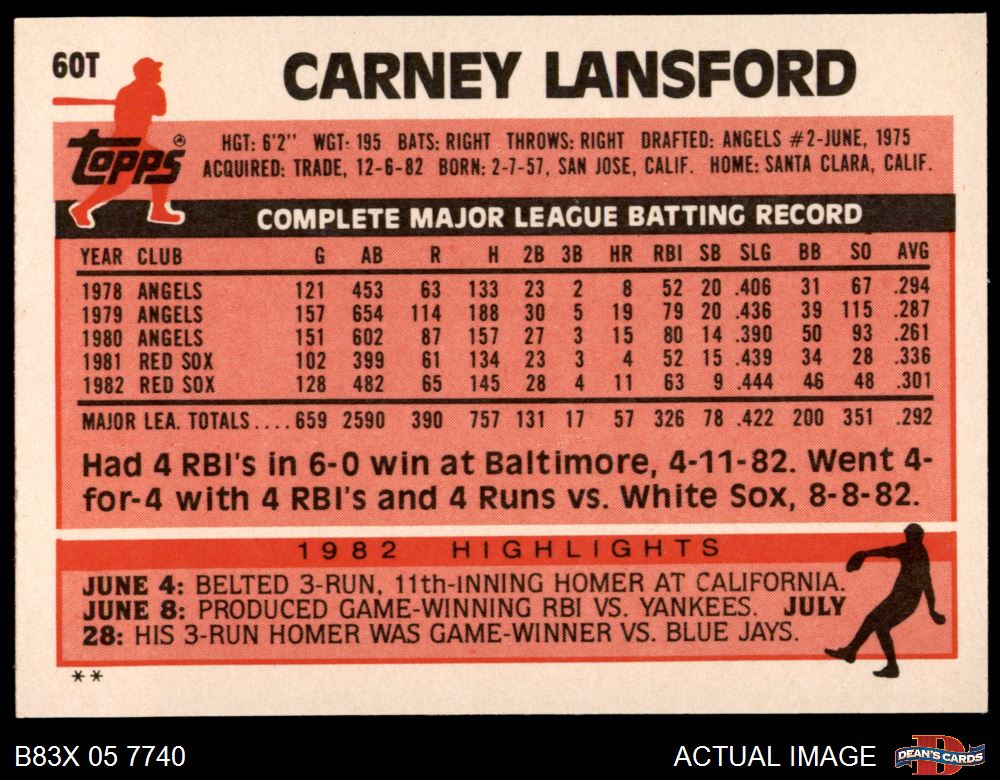 60T
CARNEY LANSFORD
Topps®
HGT: 6'2" WGT: 195 BATS: RIGHT THROWS: RIGHT DRAFTED: ANGELS #2-JUNE, 1975
ACQUIRED: TRADE, 12-6-82 BORN: 2-7-57, SAN JOSE, CALIF. HOME: SANTA CLARA, CALIF.
COMPLETE MAJOR LEAGUE BATTING RECORD
YEAR CLUB G AB R H 2B 3B HR RBI SB SLG BB SO AVG
1978 ANGELS 121 453 63 133 23 2 8 52 20 .406 31 67 .294
1979 ANGELS 157 654 114 188 30 5 19 79 20 .436 39 115 .287
1980 ANGELS 151 602 87 157 27 3 15 80 14 .390 50 93 .261
1981 RED SOX 102 399 61 134 23 3 4 52 15 .439 34 28 .336
1982 RED SOX 128 482 65 145 28 4 11 63 9 .444 46 48 .301
MAJOR LEA. TOTALS....659 2590 390 757 131 17 57 326 78 .422 200 351 .292
Had 4 RBI's in 6-0 win at Baltimore, 4-11-82. Went 4-
for-4 with 4 RBI's and 4 Runs vs. White Sox, 8-8-82.
1982 HIGHLIGHTS
JUNE 4: BELTED 3-RUN, 11th-INNING HOMER AT CALIFORNIA.
JUNE 8: PRODUCED GAME-WINNING RBI VS. YANKEES. JULY
28: HIS 3-RUN HOMER WAS GAME-WINNER VS. BLUE JAYS.
**
B83X 05 7740 ACTUAL IMAGE
D
DEAN'S CARDS